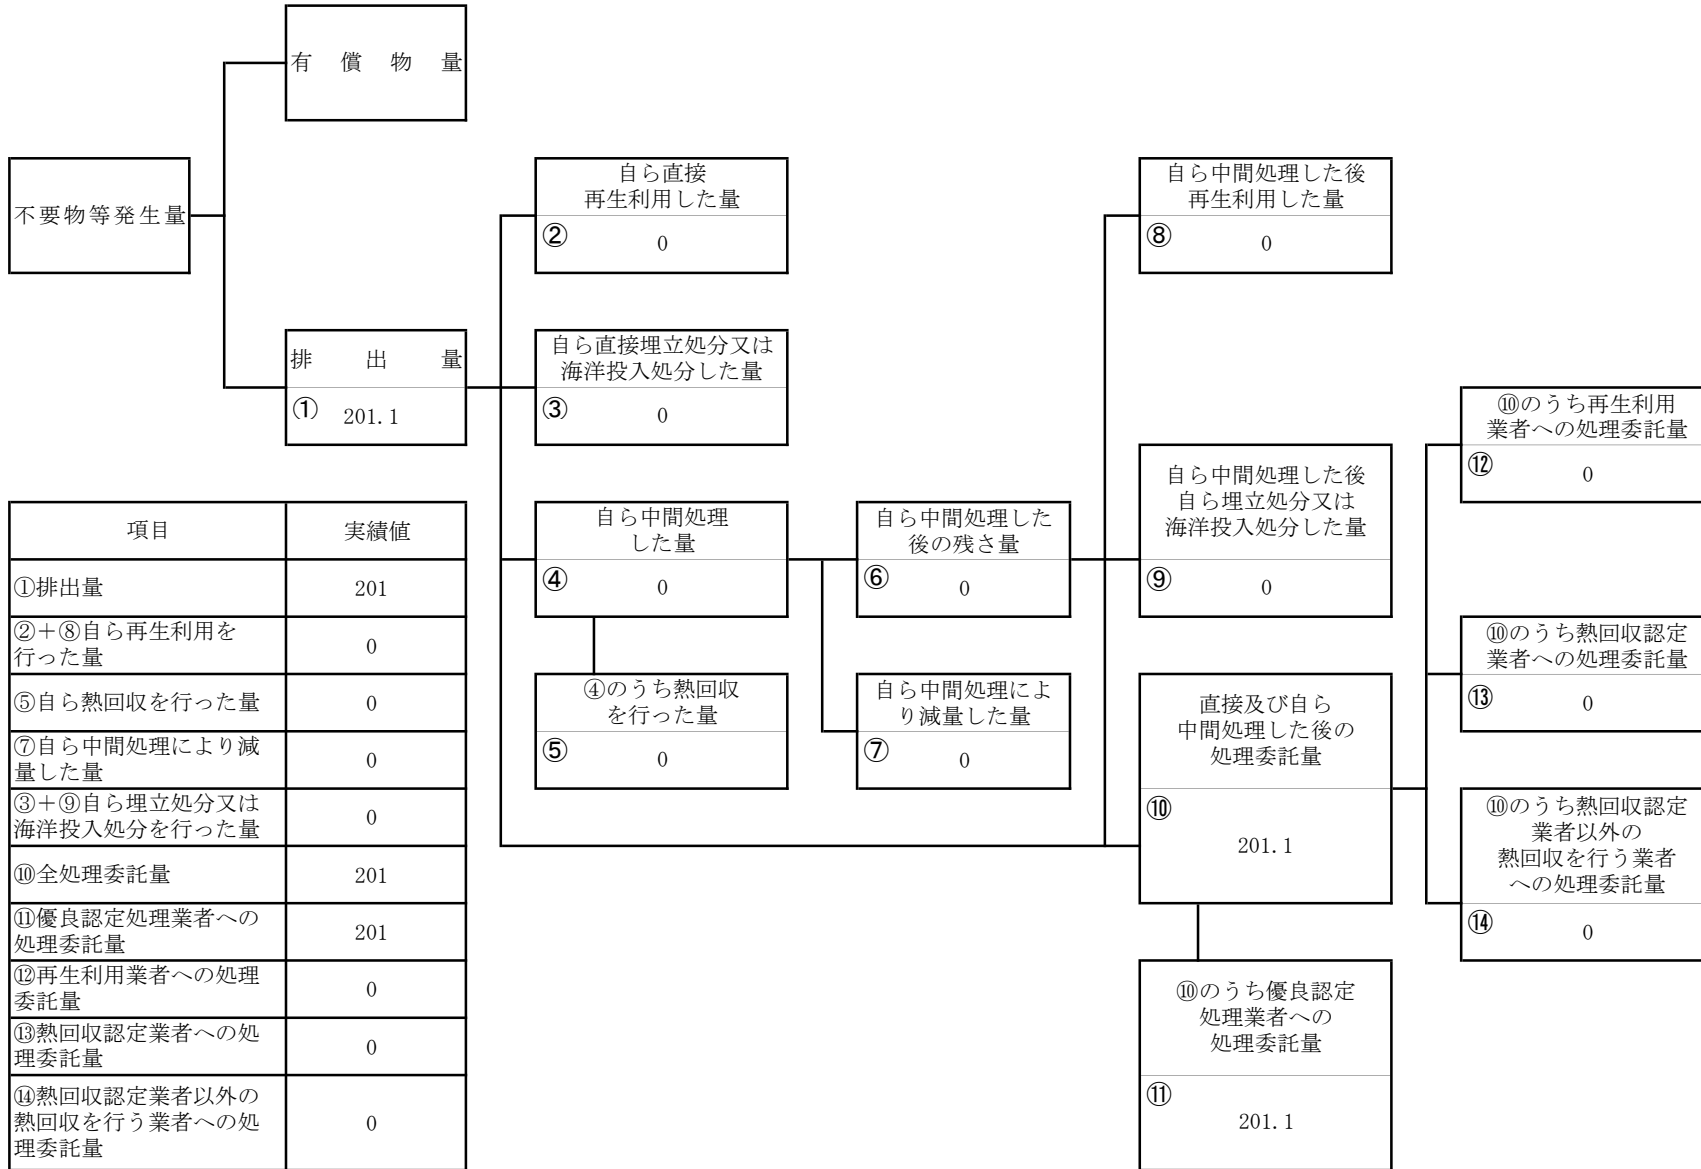 有償物量
不要物等発生量
排出量
① 201.1
自ら直接
再生利用した量
② 0
自ら直接埋立処分又は
海洋投入処分した量
③ 0
自ら中間処理
した量
④ 0
④のうち熱回収
を行った量
⑤ 0
自ら中間処理した
後の残さ量
⑥ 0
自ら中間処理によ
り減量した量
⑦ 0
自ら中間処理した後
再生利用した量
⑧ 0
自ら中間処理した後
自ら埋立処分又は
海洋投入処分した量
⑨ 0
直接及び自ら
中間処理した後の
処理委託量
⑩
201.1
⑩のうち優良認定
処理業者への
処理委託量
⑪
201.1
⑩のうち再生利用
業者への処理委託量
⑫ 0
⑩のうち熱回収認定
業者への処理委託量
⑬ 0
⑩のうち熱回収認定
業者以外の
熱回収を行う業者
への処理委託量
⑭ 0
項目 実績値
①排出量 201
②+⑧自ら再生利用を
行った量 0
⑤自ら熱回収を行った量 0
⑦自ら中間処理により減
量した量 0
③+⑨自ら埋立処分又は
海洋投入処分を行った量 0
⑩全処理委託量 201
⑪優良認定処理業者への
処理委託量 201
⑫再生利用業者への処理
委託量 0
⑬熱回収認定業者への処
理委託量 0
⑭熱回収認定業者以外の
熱回収を行う業者への処
理委託量 0